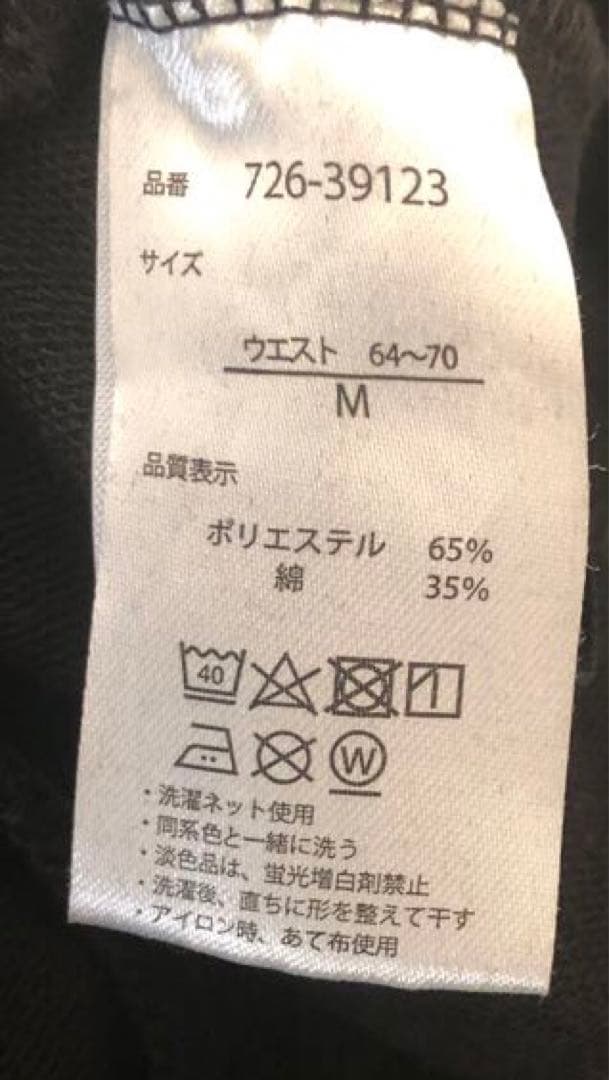 品番 726-39123
サイズ
ウエスト 64〜70
M
品質表示
ポリエステル 65%
綿 35%
40
W
・洗濯ネット使用
・同系色と一緒に洗う
・淡色品は、蛍光増白剤禁止
・洗濯後、直ちに形を整えて干す
・アイロン時、あて布使用